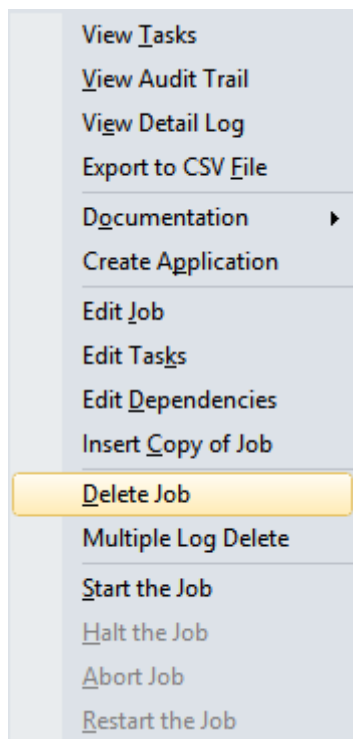 View Tasks
View Audit Trail
View Detail Log
Export to CSV File
Documentation
Create Application
Edit Job
Edit Tasks
Edit Dependencies
Insert Copy of Job
Delete Job
Multiple Log Delete
Start the Job
Halt the Job
Abort Job
Restart the Job